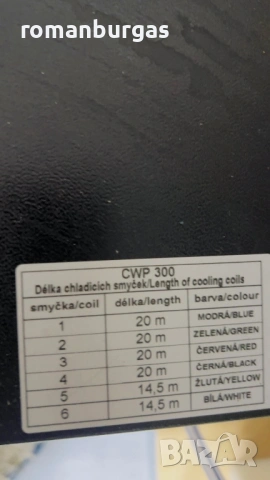 romanburgas
CWP 300
Délka chladicich smyček/Length of cooling coils
smyčka/coil délka/length barva/colour
1 20 m MODRÁ/BLUE
2 20 m ZELENÁ/GREEN
3 20 m ČERVENÁ/RED
4 20 m ČERNÁ/BLACK
5 14,5 m ŽLUTÁ/YELLOW
6 14,5 m BÍLÁ/WHITE
BAZAR